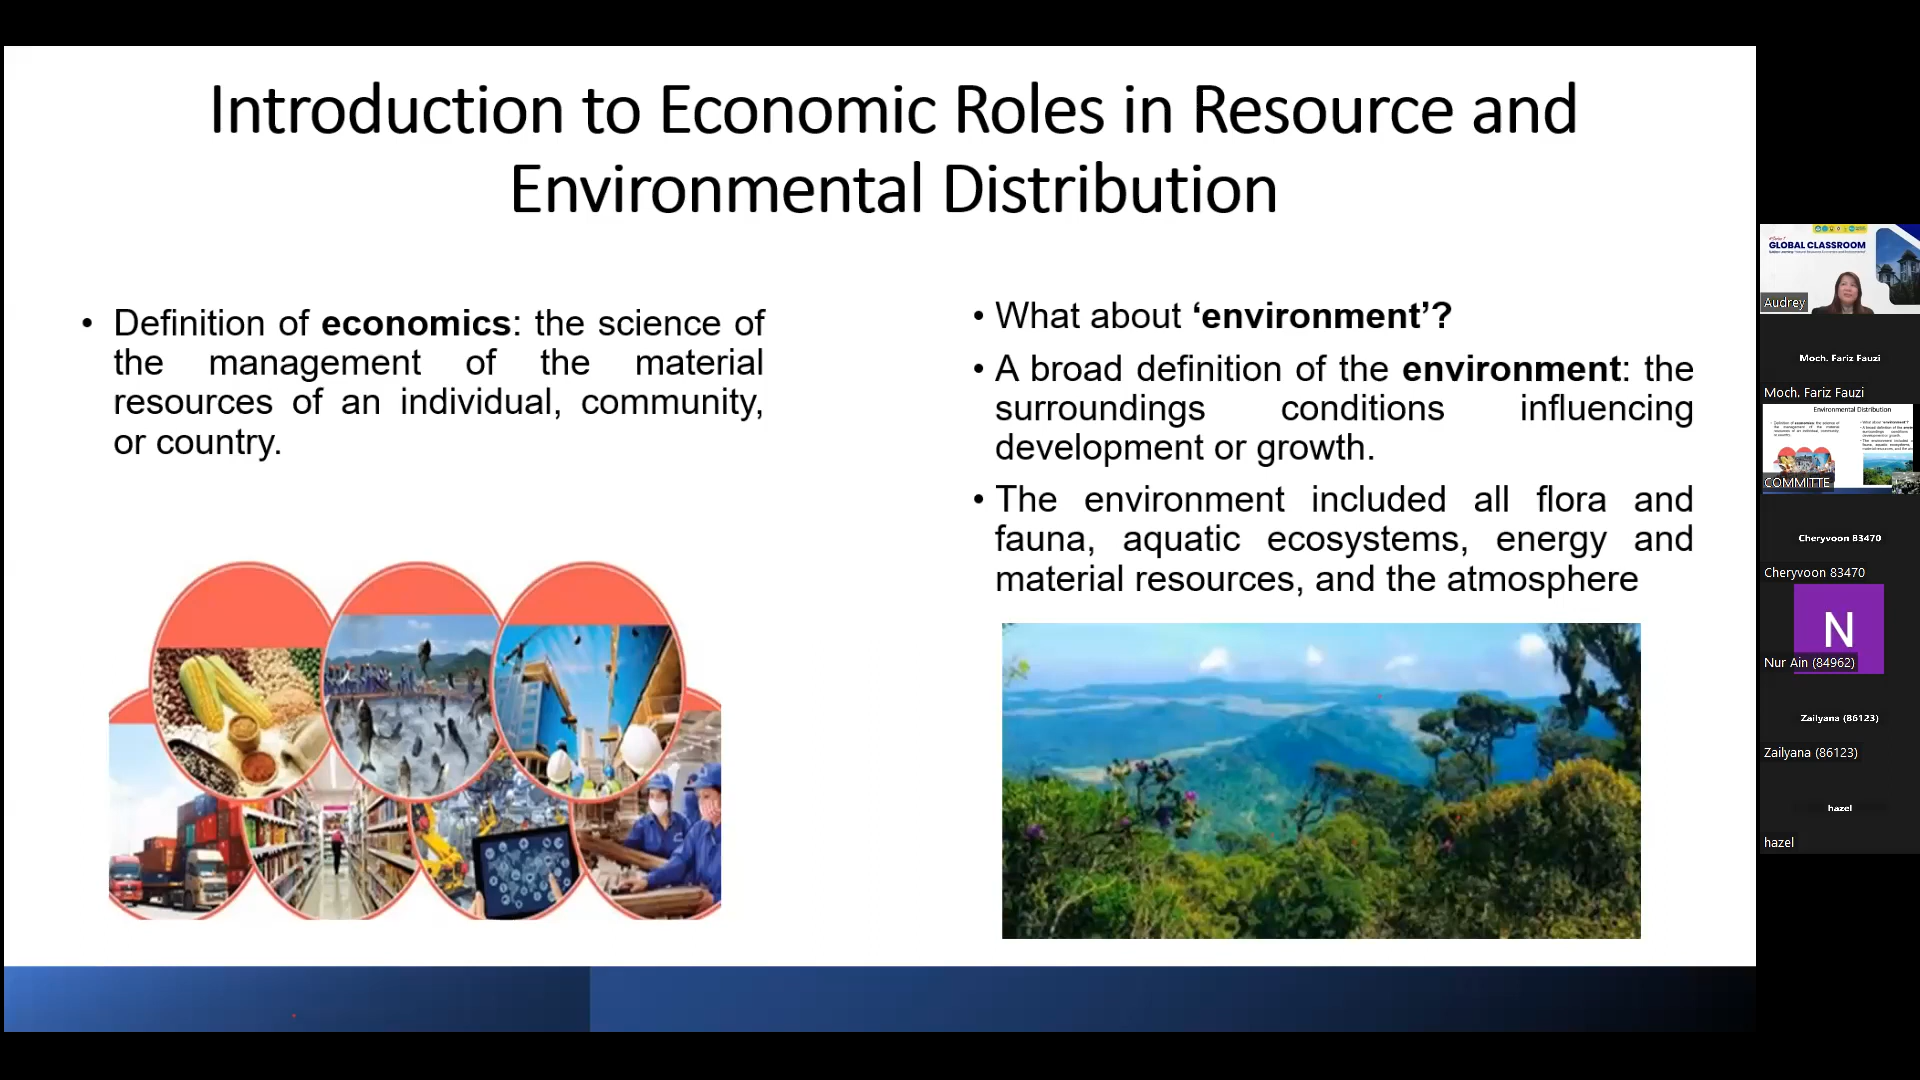 Introduction to Economic Roles in Resource and
Environmental Distribution
• Definition of economics: the science of
the management of the material
resources of an individual, community,
or country.
• What about ‘environment’?
• A broad definition of the environment: the
surroundings conditions influencing
development or growth.
• The environment included all flora and
fauna, aquatic ecosystems, energy and
material resources, and the atmosphere
GLOBAL CLASSROOM
Audrey
Moch. Fariz Fauzi
Moch. Fariz Fauzi
Environmental Distribution
COMMITTE
Cheryvoon 83470
Cheryvoon 83470
N
Nur Ain (84962)
Zailyana (86123)
Zailyana (86123)
hazel
hazel